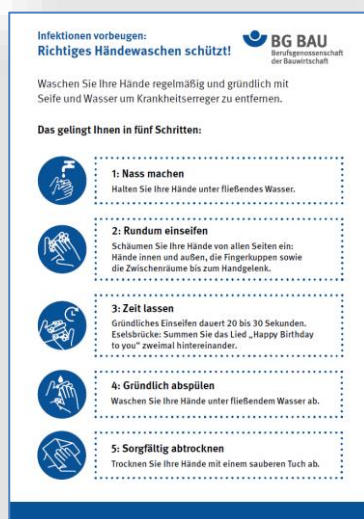 Infektionen vorbeugen:
Richtiges Händewaschen schützt!
BG BAU
Berufsgenossenschaft
der Bauwirtschaft
Waschen Sie Ihre Hände regelmäßig und gründlich mit
Seife und Wasser um Krankheitserreger zu entfernen.
Das gelingt Ihnen in fünf Schritten:
1: Nass machen
Halten Sie Ihre Hände unter fließendes Wasser.
2: Rundum einseifen
Schäumen Sie Ihre Hände von allen Seiten ein:
Hände innen und außen, die Fingerkuppen sowie
die Zwischenräume bis zum Handgelenk.
3: Zeit lassen
Gründliches Einseifen dauert 20 bis 30 Sekunden.
Eselsbrücke: Summen Sie das Lied „Happy Birthday
to you“ zweimal hintereinander.
4: Gründlich abspülen
Waschen Sie Ihre Hände unter fließendem Wasser ab.
5: Sorgfältig abtrocknen
Trocknen Sie Ihre Hände mit einem sauberen Tuch ab.